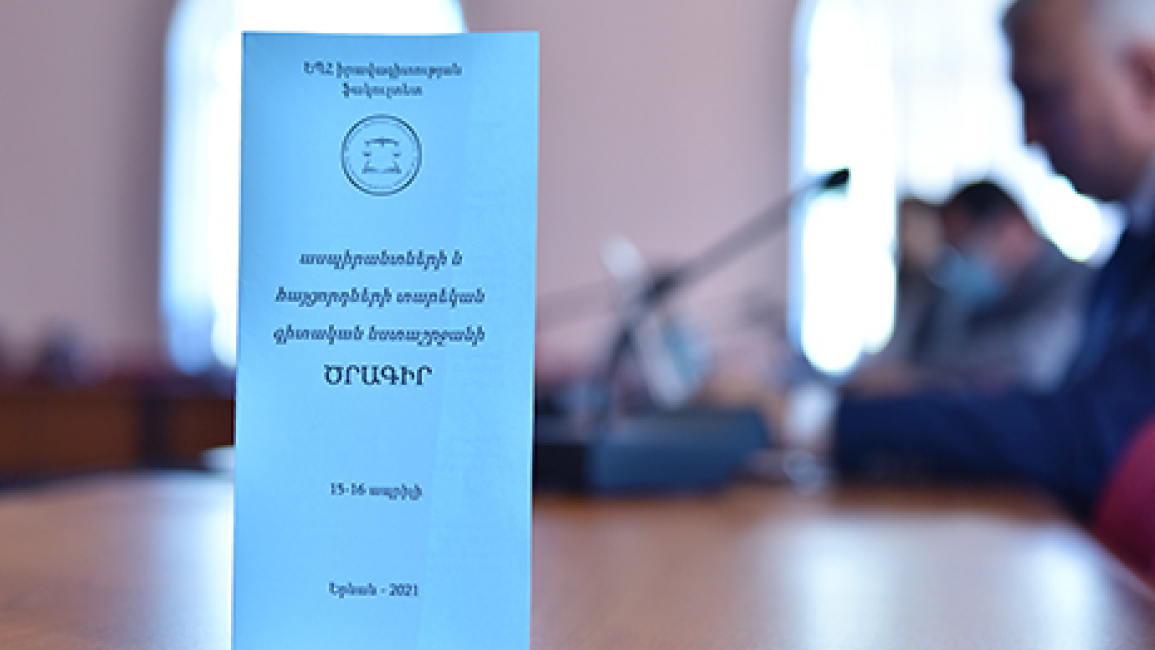 ԵՊՀ իրավագիտության
ֆակուլտետ
ասպիրանտների և
հայցորդների տարեկան
գիտական նստաշրջանի
ԾՐԱԳԻՐ
15-16 ապրիլի
Երևան - 2021